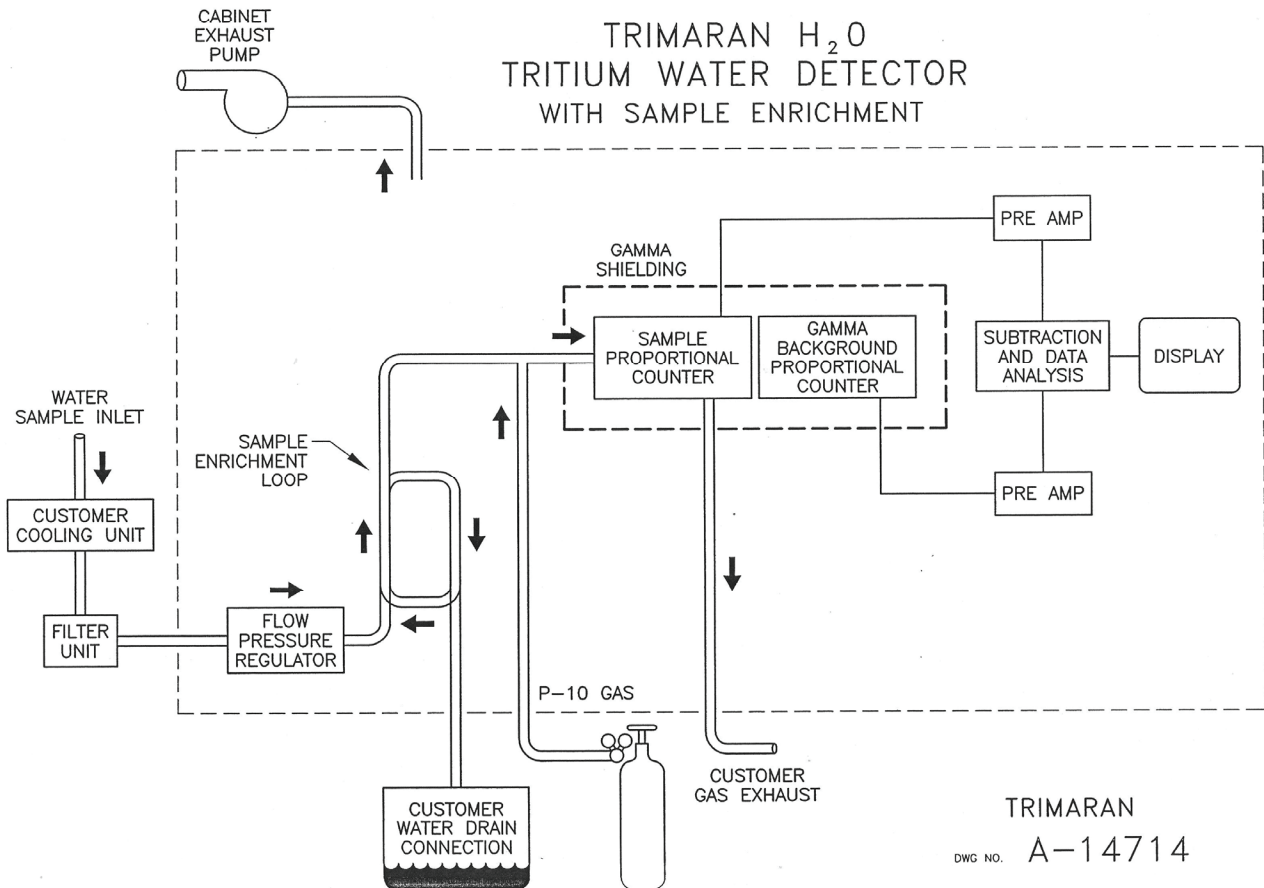 CABINET
EXHAUST
PUMP
TRIMARAN H₂O
TRITIUM WATER DETECTOR
WITH SAMPLE ENRICHMENT
PRE AMP
GAMMA
SHIELDING
SAMPLE
PROPORTIONAL
COUNTER
GAMMA
BACKGROUND
PROPORTIONAL
COUNTER
SUBTRACTION
AND DATA
ANALYSIS
DISPLAY
WATER
SAMPLE INLET
SAMPLE
ENRICHMENT
LOOP
PRE AMP
CUSTOMER
COOLING UNIT
FILTER
UNIT
FLOW
PRESSURE
REGULATOR
P-10 GAS
CUSTOMER
GAS EXHAUST
CUSTOMER
WATER DRAIN
CONNECTION
TRIMARAN
DWG NO. A-14714